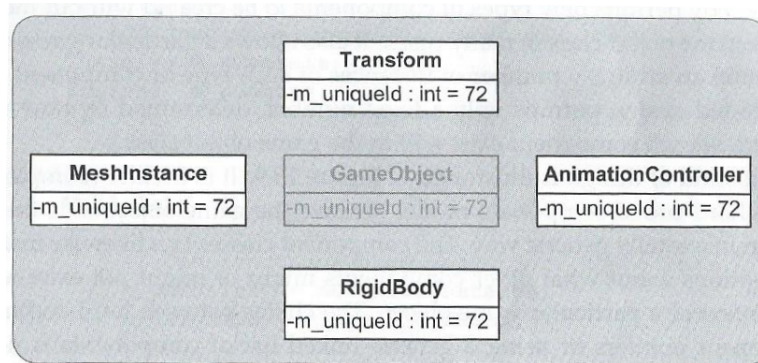 Transform
-m_uniqueId : int = 72
MeshInstance
-m_uniqueId : int = 72
GameObject
-m_uniqueId : int = 72
AnimationController
-m_uniqueId : int = 72
RigidBody
-m_uniqueId : int = 72